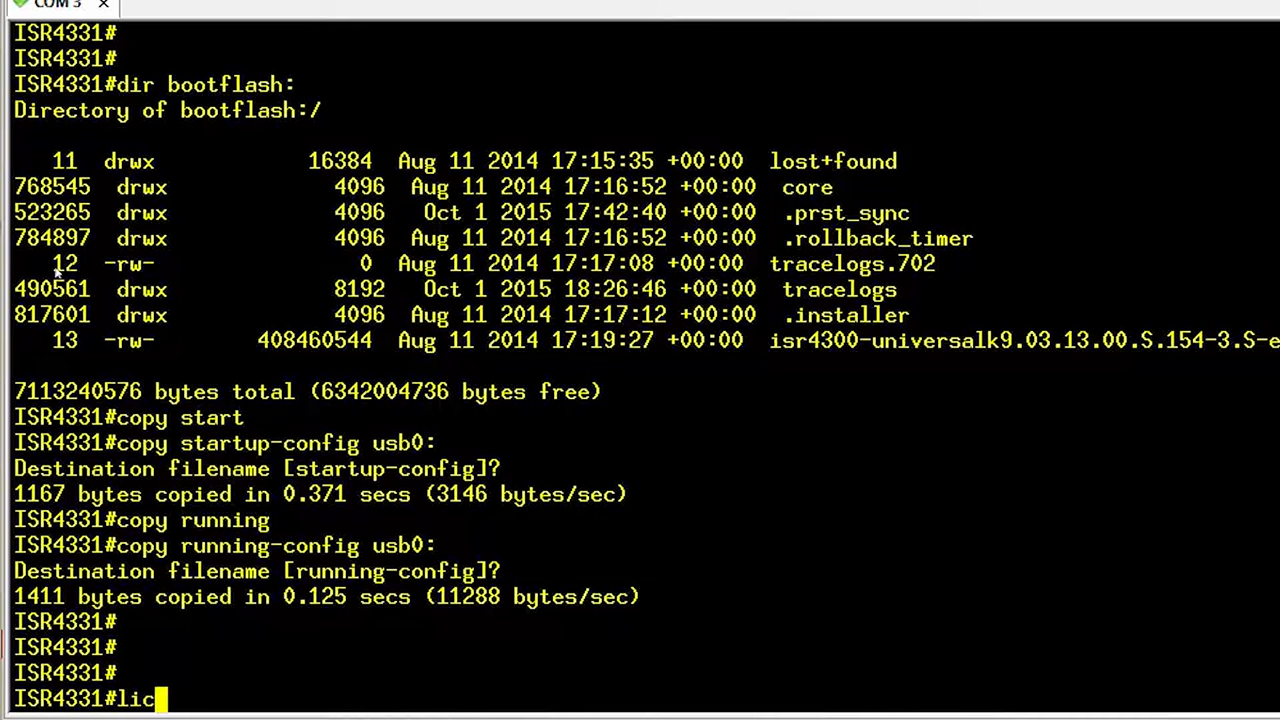 COM 3
ISR4331#
ISR4331#
ISR4331#dir bootflash:
Directory of bootflash:/
11 drwx 16384 Aug 11 2014 17:15:35 +00:00 lost+found
768545 drwx 4096 Aug 11 2014 17:16:52 +00:00 core
523265 drwx 4096 Oct 1 2015 17:42:40 +00:00 .prst_sync
784897 drwx 4096 Aug 11 2014 17:16:52 +00:00 .rollback_timer
12 -rw- 0 Aug 11 2014 17:17:08 +00:00 tracelogs.702
490561 drwx 8192 Oct 1 2015 18:26:46 +00:00 tracelogs
817601 drwx 4096 Aug 11 2014 17:17:12 +00:00 .installer
13 -rw- 408460544 Aug 11 2014 17:19:27 +00:00 isr4300-universalk9.03.13.00.S.154-3.S-e
7113240576 bytes total (6342004736 bytes free)
ISR4331#copy start
ISR4331#copy startup-config usb0:
Destination filename [startup-config]?
1167 bytes copied in 0.371 secs (3146 bytes/sec)
ISR4331#copy running
ISR4331#copy running-config usb0:
Destination filename [running-config]?
1411 bytes copied in 0.125 secs (11288 bytes/sec)
ISR4331#
ISR4331#
ISR4331#
ISR4331#lic